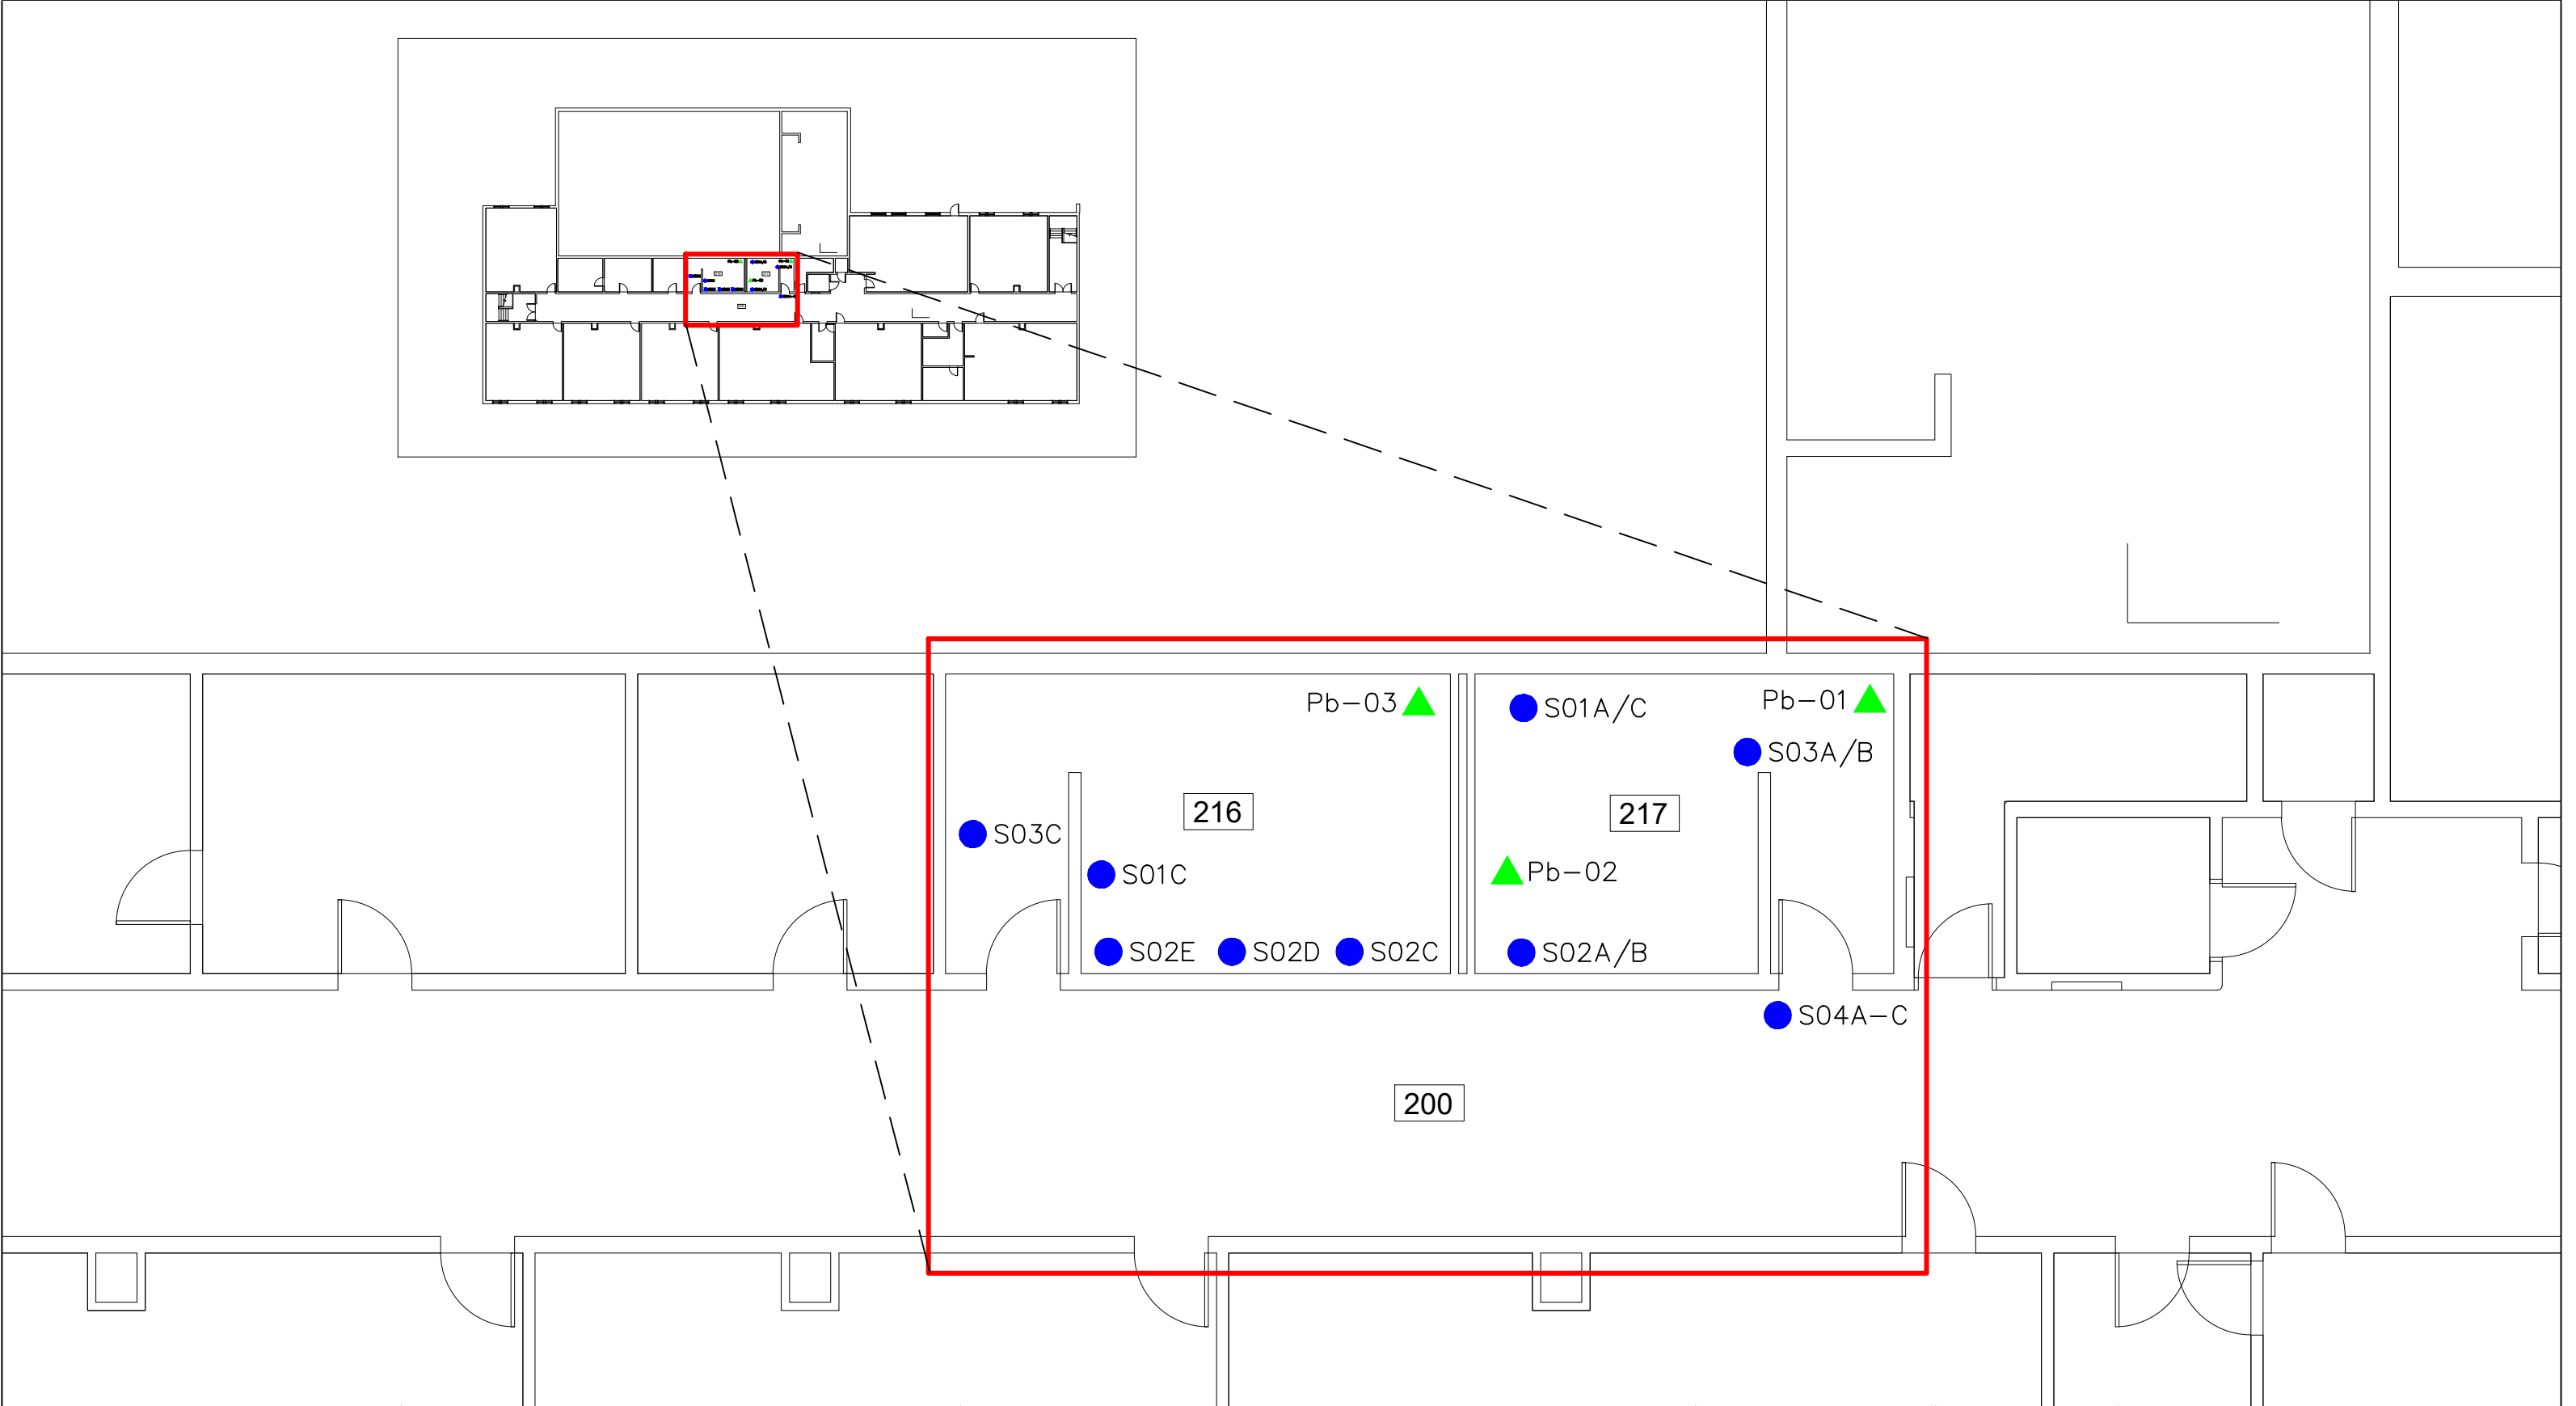 Pb-03
S01A/C
Pb-01
S03A/B
216
217
S03C
S01C
Pb-02
S02E
S02D
S02C
S02A/B
S04A-C
200